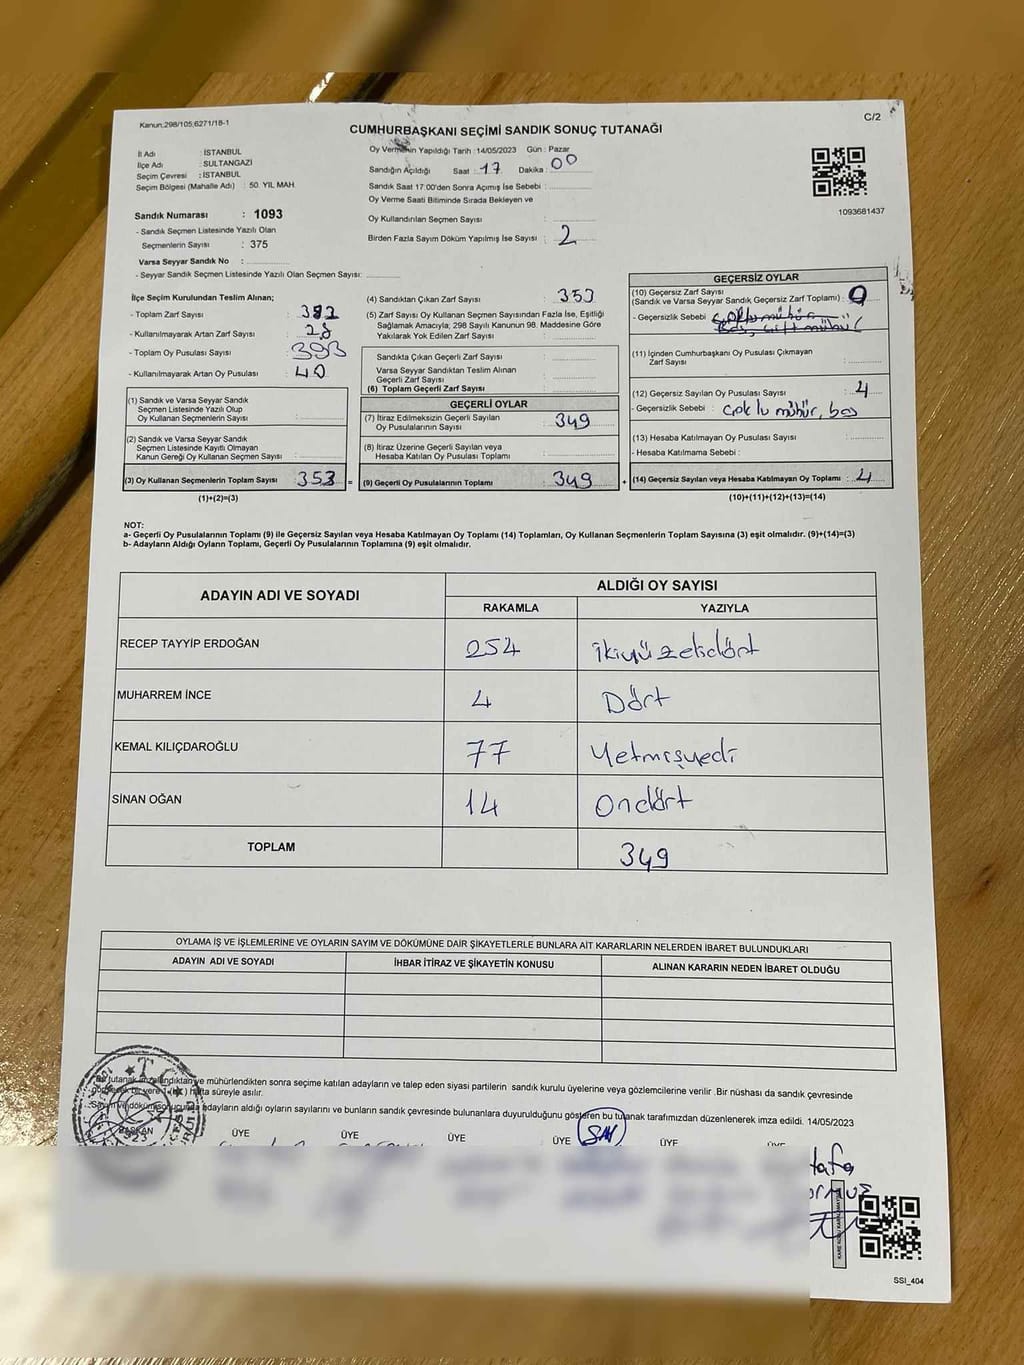 Kanun:298/105;6271/18-1
C/2
CUMHURBAŞKANI SEÇİMİ SANDIK SONUÇ TUTANAĞI
İl Adı : İSTANBUL
İlçe Adı : SULTANGAZİ
Seçim Çevresi : İSTANBUL
Seçim Bölgesi (Mahalle Adı) : 50. YIL MAH.
Sandık Numarası : 1093
- Sandık Seçmen Listesinde Yazılı Olan
Seçmenlerin Sayısı : 375
Varsa Seyyar Sandık No :
- Seyyar Sandık Seçmen Listesinde Yazılı Olan Seçmen Sayısı:
Oy Vermenin Yapıldığı Tarih : 14/05/2023 Gün : Pazar
Sandığın Açıldığı Saat : 17 Dakika : 00
Sandık Saat 17:00'den Sonra Açımış İse Sebebi :
Oy Verme Saati Bitiminde Sırada Bekleyen ve
Oy Kullandırılan Seçmen Sayısı :
Birden Fazla Sayım Döküm Yapılmış İse Sayısı : 2
1093681437
İlçe Seçim Kurulundan Teslim Alınan;
- Toplam Zarf Sayısı :
- Kullanılmayarak Artan Zarf Sayısı : 28
- Toplam Oy Pusulası Sayısı : 393
- Kullanılmayarak Artan Oy Pusulası : 40
(1) Sandık ve Varsa Seyyar Sandık
Seçmen Listesinde Yazılı Olup
Oy Kullanan Seçmenlerin Sayısı :
(2) Sandık ve Varsa Seyyar Sandık
Seçmen Listesinde Kayıtlı Olmayan
Kanun Gereği Oy Kullanan Seçmen Sayısı :
(3) Oy Kullanan Seçmenlerin Toplam Sayısı : 353 =
(1)+(2)=(3)
(4) Sandıktan Çıkan Zarf Sayısı : 353
(5) Zarf Sayısı Oy Kullanan Seçmen Sayısından Fazla İse, Eşitliği
Sağlamak Amacıyla; 298 Sayılı Kanunun 98. Maddesine Göre
Yakılarak Yok Edilen Zarf Sayısı :
Sandıkta Çıkan Geçerli Zarf Sayısı :
Varsa Seyyar Sandıktan Teslim Alınan
Geçerli Zarf Sayısı :
(6) Toplam Geçerli Zarf Sayısı :
GEÇERLİ OYLAR
(7) İtiraz Edilmeksizin Geçerli Sayılan
Oy Pusulalarının Sayısı : 349
(8) İtiraz Üzerine Geçerli Sayılan veya
Hesaba Katılan Oy Pusulası Toplamı :
(9) Geçerli Oy Pusulalarının Toplamı : 349 +
GEÇERSİZ OYLAR
(10) Geçersiz Zarf Sayısı
(Sandık ve Varsa Seyyar Sandık Geçersiz Zarf Toplamı) : 0
- Geçersizlik Sebebi :
(11) İçinden Cumhurbaşkanı Oy Pusulası Çıkmayan
Zarf Sayısı :
(12) Geçersiz Sayılan Oy Pusulası Sayısı : 4
- Geçersizlik Sebebi : çoklu mühür, boş
(13) Hesaba Katılmayan Oy Pusulası Sayısı :
- Hesaba Katılmama Sebebi :
(14) Geçersiz Sayılan veya Hesaba Katılmayan Oy Toplamı : 4
(10)+(11)+(12)+(13)=(14)
NOT:
a- Geçerli Oy Pusulalarının Toplamı (9) ile Geçersiz Sayılan veya Hesaba Katılmayan Oy Toplamı (14) Toplamları, Oy Kullanan Seçmenlerin Toplam Sayısına (3) eşit olmalıdır. (9)+(14)=(3)
b- Adayların Aldığı Oyların Toplamı, Geçerli Oy Pusulalarının Toplamına (9) eşit olmalıdır.
ADAYIN ADI VE SOYADI
ALDIĞI OY SAYISI
RAKAMLA YAZIYLA
RECEP TAYYİP ERDOĞAN 254 ikiyüzellidört
MUHARREM İNCE 4 Dört
KEMAL KILIÇDAROĞLU 77 Yetmişyedi
SİNAN OĞAN 14 Ondört
TOPLAM 349
OYLAMA İŞ VE İŞLEMLERİNE VE OYLARIN SAYIM VE DÖKÜMÜNE DAİR ŞİKAYETLERLE BUNLARA AİT KARARLARIN NELERDEN İBARET BULUNDUKLARI
ADAYIN ADI VE SOYADI İHBAR İTİRAZ VE ŞİKAYETİN KONUSU ALINAN KARARIN NEDEN İBARET OLDUĞU
Bu tutanak imzalandıktan ve mühürlendikten sonra seçime katılan adayların ve talep eden siyasi partilerin sandık kurulu üyelerine veya gözlemcilerine verilir .Bir nüshası da sandık çevresinde
bir yere 1 hafta süreyle asılır.
adayların aldığı oyların sayılarını ve bunların sandık çevresinde bulunanlara duyurulduğunu gösteren bu tutanak tarafımızdan düzenlenerek imza edildi. 14/05/2023
BAŞKAN ÜYE ÜYE ÜYE ÜYE ÜYE ÜYE
SSI_404